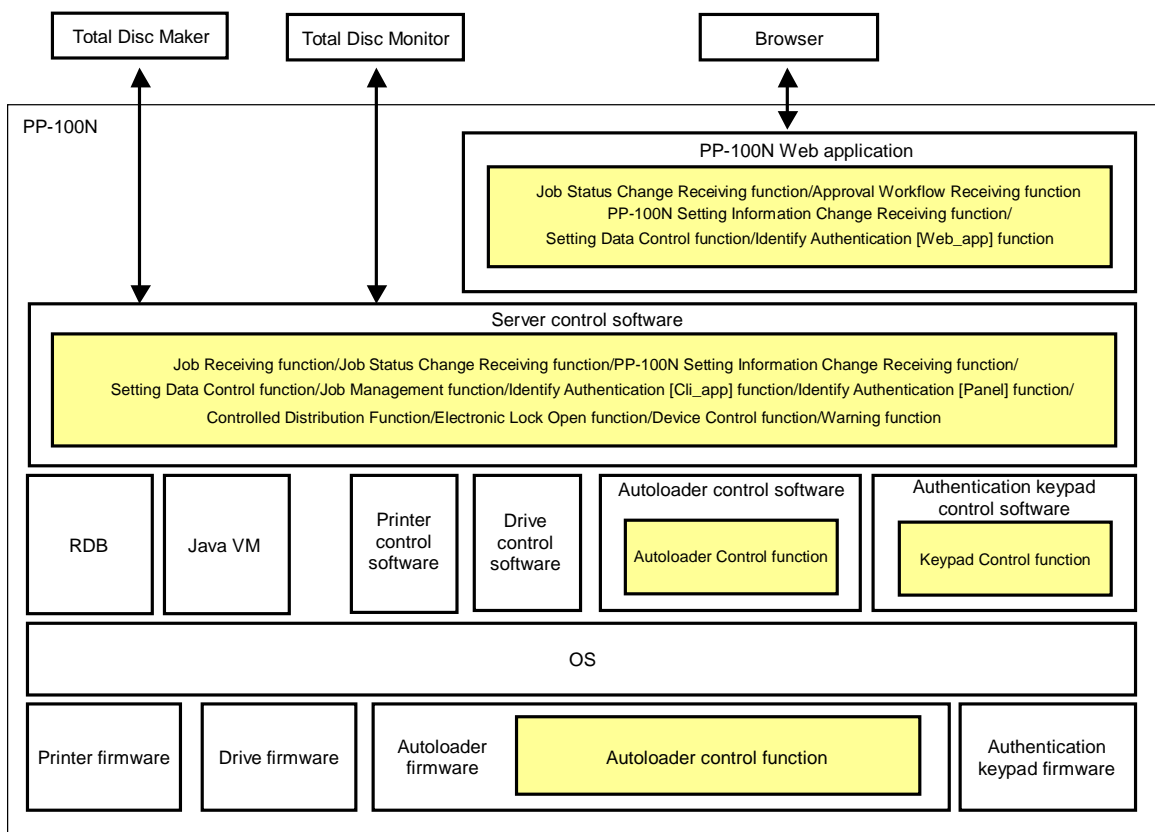 Total Disc Maker
Total Disc Monitor
Browser
PP-100N
PP-100N Web application
Job Status Change Receiving function/Approval Workflow Receiving function
PP-100N Setting Information Change Receiving function/
Setting Data Control function/Identify Authentication [Web_app] function
Server control software
Job Receiving function/Job Status Change Receiving function/PP-100N Setting Information Change Receiving function/
Setting Data Control function/Job Management function/Identify Authentication [Cli_app] function/Identify Authentication [Panel] function/
Controlled Distribution Function/Electronic Lock Open function/Device Control function/Warning function
RDB
Java VM
Printer
control
software
Drive
control
software
Autoloader control software
Autoloader Control function
Authentication keypad
control software
Keypad Control function
OS
Printer firmware
Drive firmware
Autoloader
firmware
Autoloader control function
Authentication
keypad firmware